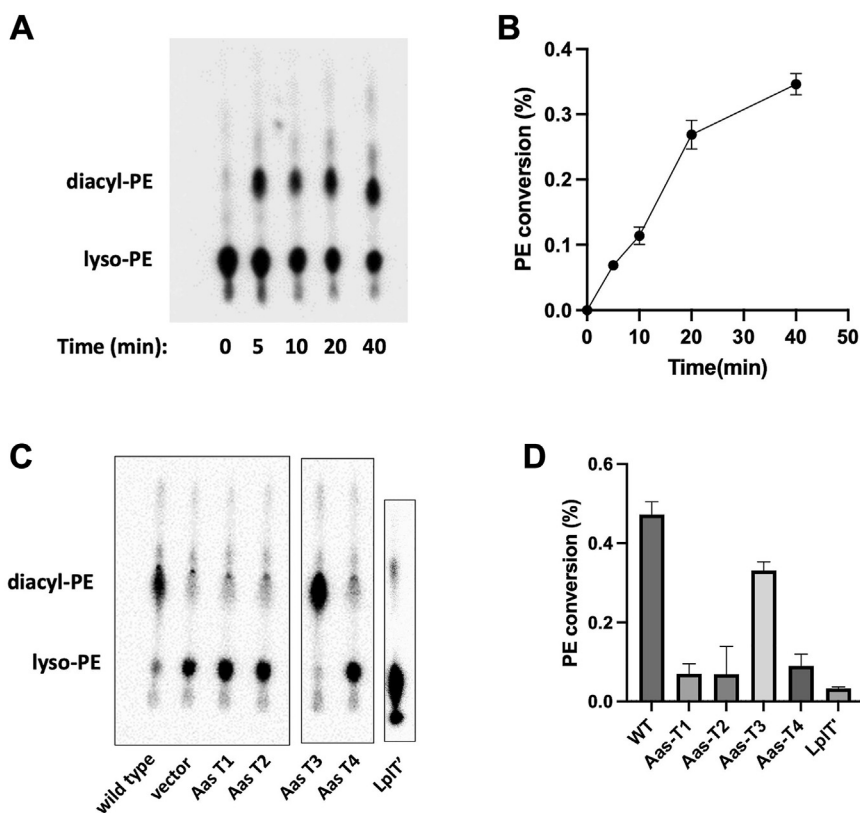 A
diacyl-PE
lyso-PE
Time (min): 0 5 10 20 40
B
PE conversion (%)
0.4
0.3
0.2
0.1
0.0
0 10 20 30 40 50
Time(min)
C
diacyl-PE
lyso-PE
wild type
vector
Aas T1
Aas T2
Aas T3
Aas T4
LplT'
D
PE conversion (%)
0.6
0.4
0.2
0.0
WT
Aas-T1
Aas-T2
Aas-T3
Aas-T4
LplT'